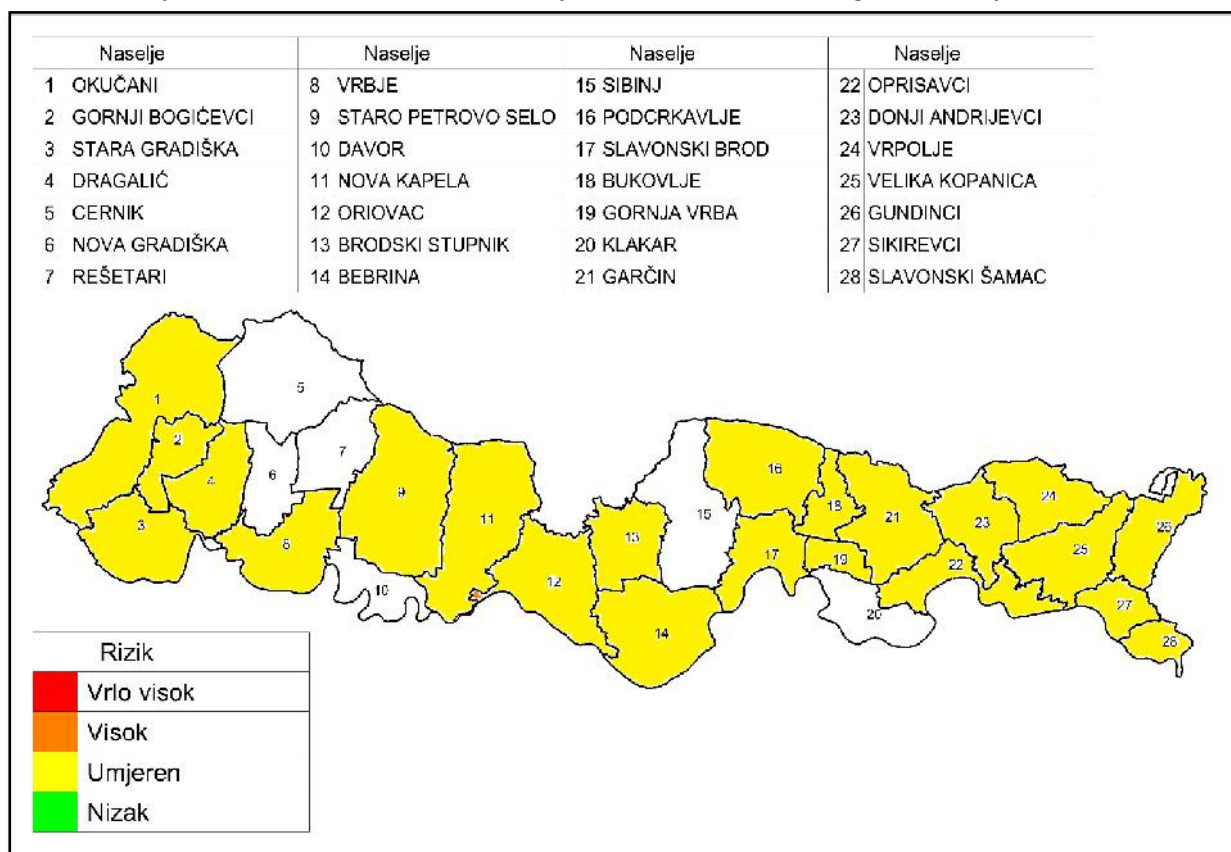 Naselje Naselje Naselje Naselje
1 OKUČANI 8 VRBJE 15 SIBINJ 22 OPRISAVCI
2 GORNJI BOGIĆEVCI 9 STARO PETROVO SELO 16 PODCRKAVLJE 23 DONJI ANDRIJEVCI
3 STARA GRADIŠKA 10 DAVOR 17 SLAVONSKI BROD 24 VRPOLJE
4 DRAGALIĆ 11 NOVA KAPELA 18 BUKOVLJE 25 VELIKA KOPANICA
5 CERNIK 12 ORIOVAC 19 GORNJA VRBA 26 GUNDINCI
6 NOVA GRADIŠKA 13 BRODSKI STUPNIK 20 KLAKAR 27 SIKIREVCI
7 REŠETARI 14 BEBRINA 21 GARČIN 28 SLAVONSKI ŠAMAC
5
1
2
7
6
4
9
3
8
10
11
12
13
14
15
16
17
18
19
20
21
22
23
24
25
26
27
28
Rizik
Vrlo visok
Visok
Umjeren
Nizak